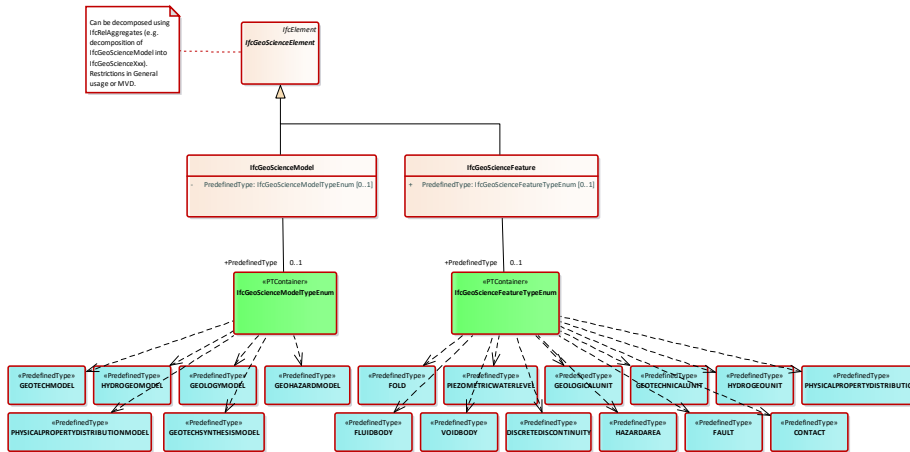 Can be decomposed using
IfcRelAggregates (e.g.
decomposition of
IfcGeoScienceModel into
IfcGeoScienceXxx).
Restrictions in General
usage or MVD.
IfcElement
IfcGeoScienceElement
IfcGeoScienceModel
- PredefinedType: IfcGeoScienceModelTypeEnum [0..1]
IfcGeoScienceFeature
+ PredefinedType: IfcGeoScienceFeatureTypeEnum [0..1]
+PredefinedType 0..1
+PredefinedType 0..1
«PTContainer»
IfcGeoScienceModelTypeEnum
«PTContainer»
IfcGeoScienceFeatureTypeEnum
«PredefinedType»
GEOTECHMODEL
«PredefinedType»
HYDROGEOMODEL
«PredefinedType»
GEOLOGYMODEL
«PredefinedType»
GEOHAZARDMODEL
«PredefinedType»
FOLD
«PredefinedType»
PIEZOMETRICWATERLEVEL
«PredefinedType»
GEOLOGICALUNIT
«PredefinedType»
GEOTECHNICALUNIT
«PredefinedType»
HYDROGEOUNIT
«PredefinedType»
PHYSICALPROPERTYDISTRIBUTIO
«PredefinedType»
PHYSICALPROPERTYDISTRIBUTIONMODEL
«PredefinedType»
GEOTECHSYNTHESISMODEL
«PredefinedType»
FLUIDBODY
«PredefinedType»
VOIDBODY
«PredefinedType»
DISCRETEDISCONTINUITY
«PredefinedType»
HAZARDAREA
«PredefinedType»
FAULT
«PredefinedType»
CONTACT